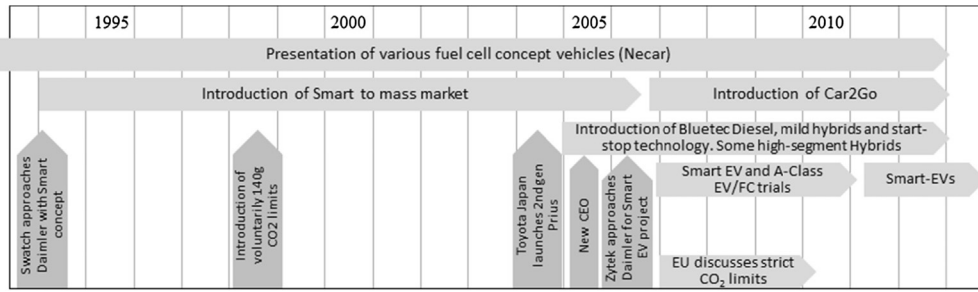 1995 2000 2005 2010
Presentation of various fuel cell concept vehicles (Necar)
Introduction of Smart to mass market
Introduction of Car2Go
Introduction of Bluetec Diesel, mild hybrids and start-
stop technology. Some high-segment Hybrids
Smart EV and A-Class
EV/FC trials
Smart-EVs
Swatch approaches
Daimler with Smart
concept
Introduction of
voluntarily 140g
CO2 limits
Toyota Japan
launches 2ndgen
Prius
New CEO
Zytek approaches
Daimler for Smart
EV project
EU discusses strict
CO₂ limits